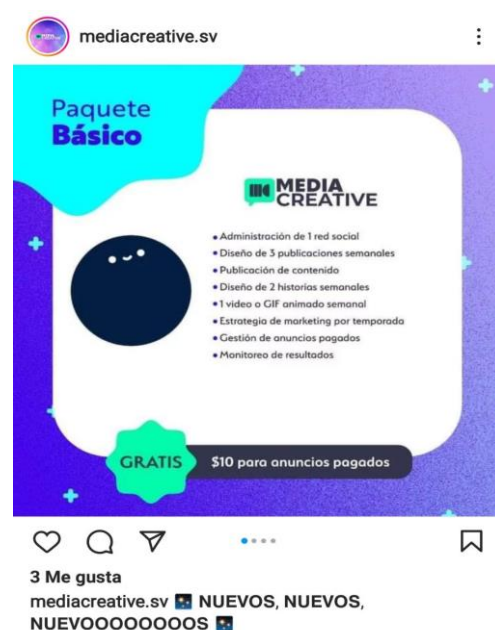 mediacreative.sv
Paquete
Básico
MEDIA
CREATIVE
• Administración de 1 red social
• Diseño de 3 publicaciones semanales
• Publicación de contenido
• Diseño de 2 historias semanales
• 1 video o GIF animado semanal
• Estrategia de marketing por temporada
• Gestión de anuncios pagados
• Monitoreo de resultados
GRATIS $10 para anuncios pagados
3 Me gusta
mediacreative.sv 🎆 NUEVOS, NUEVOS,
NUEVOOOOOOOOS 🎆